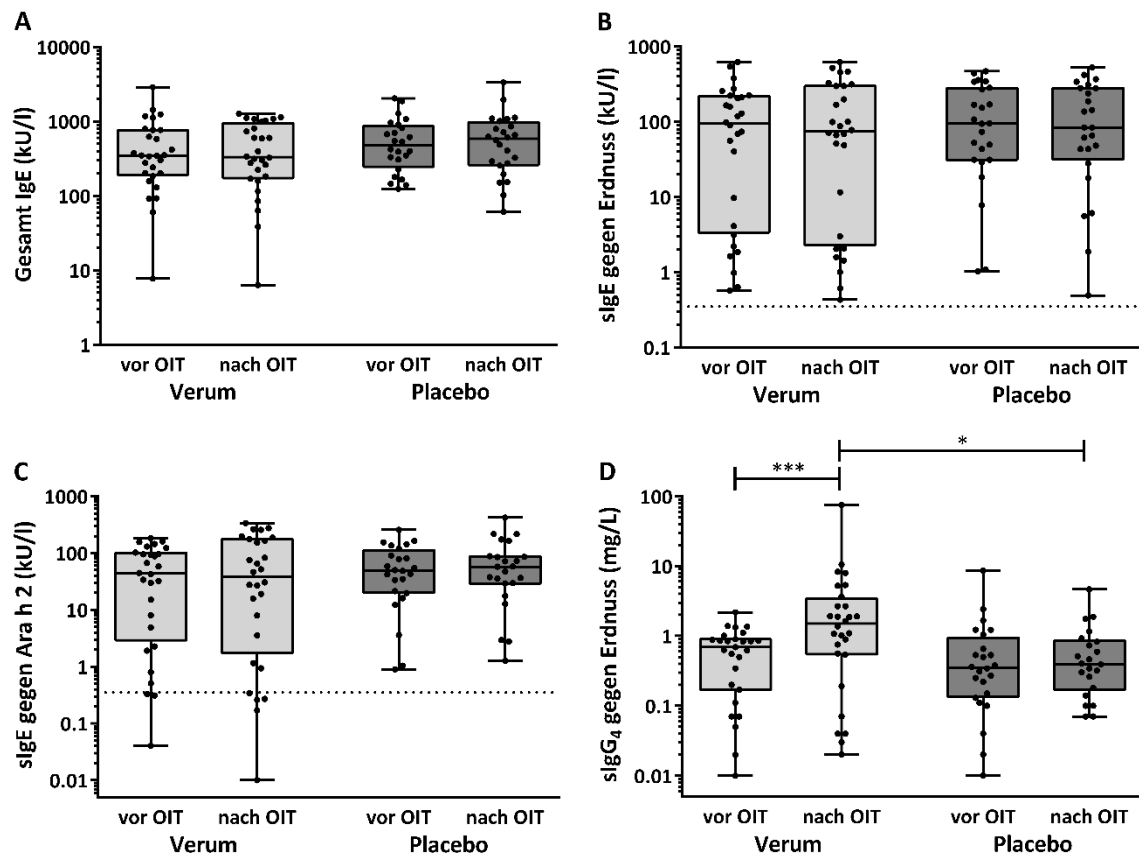 A
Gesamt IgE (kU/l)
10000
1000
100
10
1
vor OIT nach OIT vor OIT nach OIT
Verum Placebo
B
sIgE gegen Erdnuss (kU/l)
1000
100
10
1
0.1
vor OIT nach OIT vor OIT nach OIT
Verum Placebo
C
sIgE gegen Ara h 2 (kU/l)
1000
100
10
1
0.1
0.01
vor OIT nach OIT vor OIT nach OIT
Verum Placebo
D
*
***
sIgG₄ gegen Erdnuss (mg/L)
100
10
1
0.1
0.01
vor OIT nach OIT vor OIT nach OIT
Verum Placebo